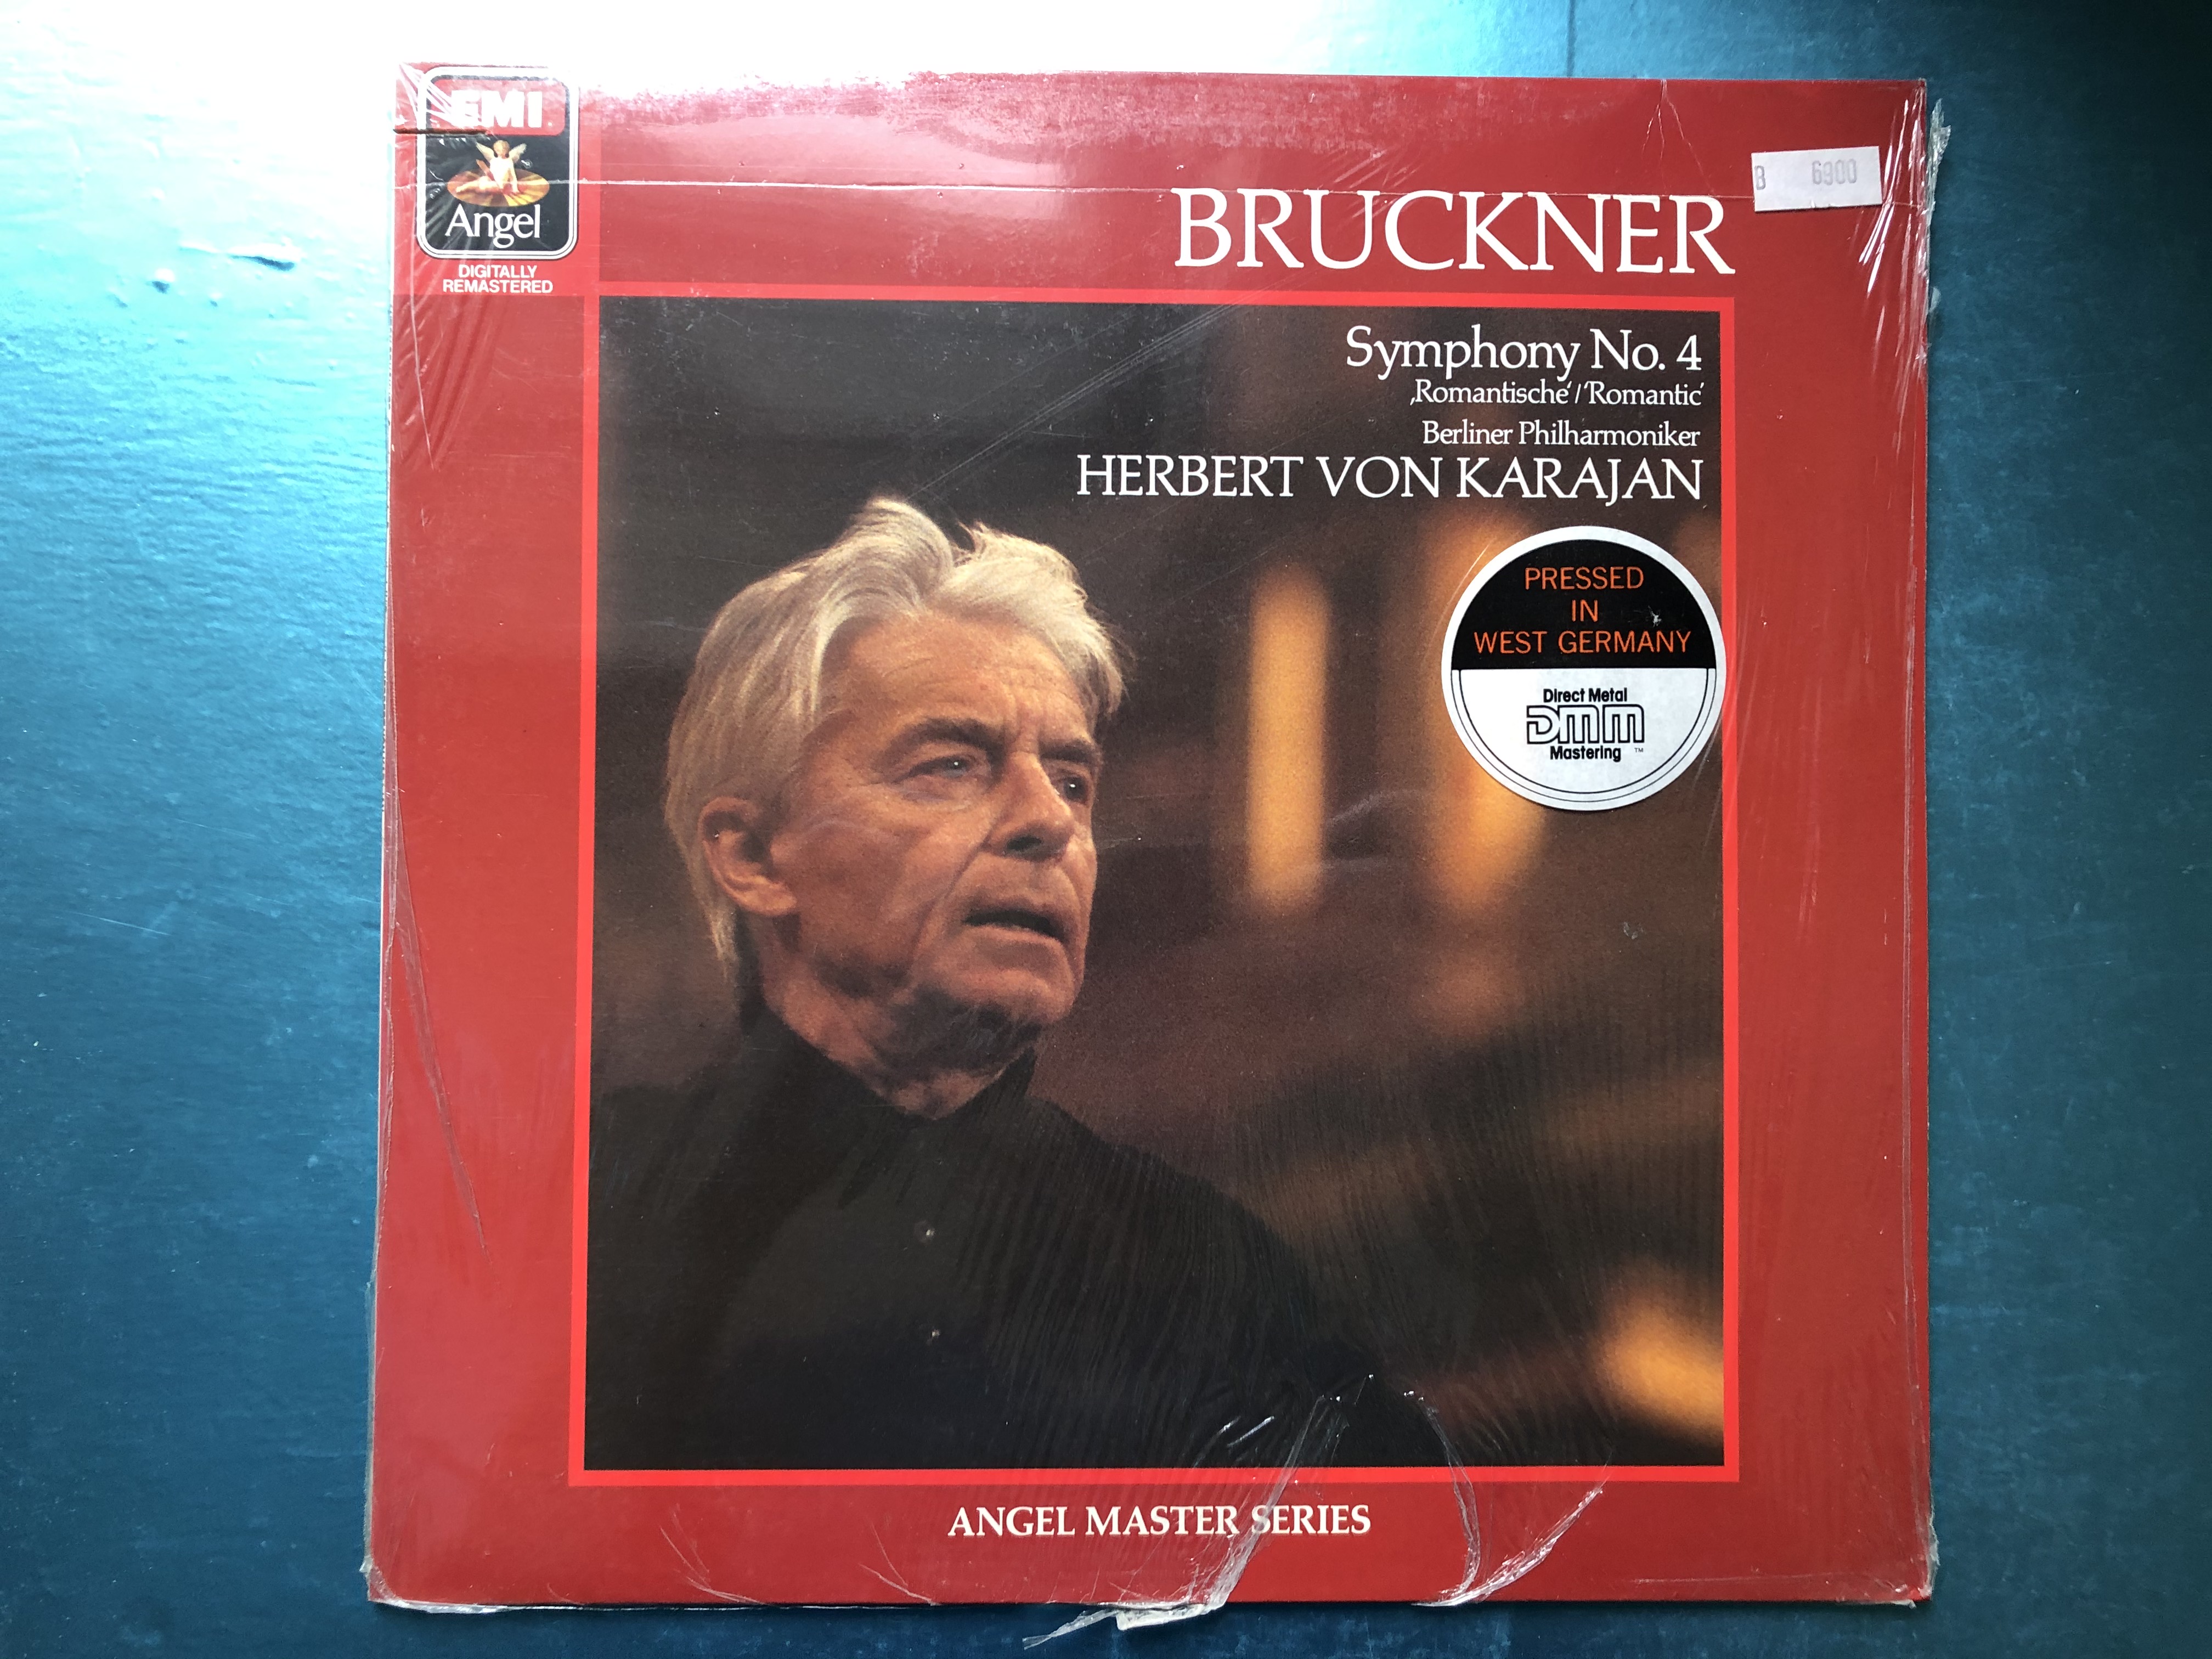 EMI
Angel
DIGITALLY
REMASTERED
B 6900
BRUCKNER
Symphony No. 4
‚Romantische‘/‘Romantic’
Berliner Philharmoniker
HERBERT VON KARAJAN
PRESSED
IN
WEST GERMANY
Direct Metal
DMM
Mastering ™
ANGEL MASTER SERIES